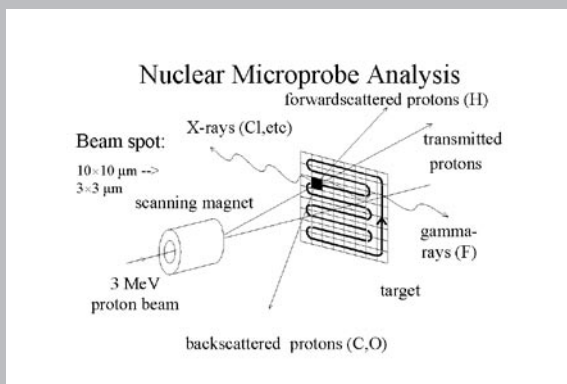 Nuclear Microprobe Analysis
forwardscattered protons (H)
X-rays (Cl,etc)
transmitted
protons
Beam spot:
10×10 μm -->
3×3 μm
scanning magnet
gamma-
rays (F)
3 MeV
proton beam
target
backscattered protons (C,O)